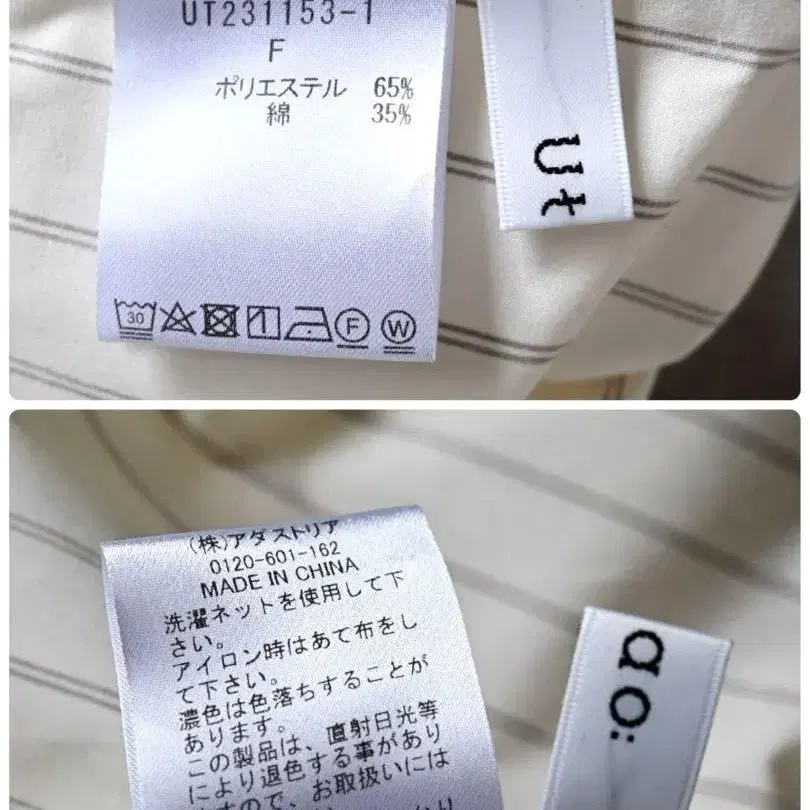 UT231153-1
F
ポリエステル 65%
綿 35%
30
F
W
Ut
(株)アダストリア
0120-601-162
MADE IN CHINA
洗濯ネットを使用して下
さい。
アイロン時はあて布をし
て下さい。
濃色は色落ちすることが
あります。
この製品は、直射日光等
により退色する事があり
ますので、お取扱いには
ao: